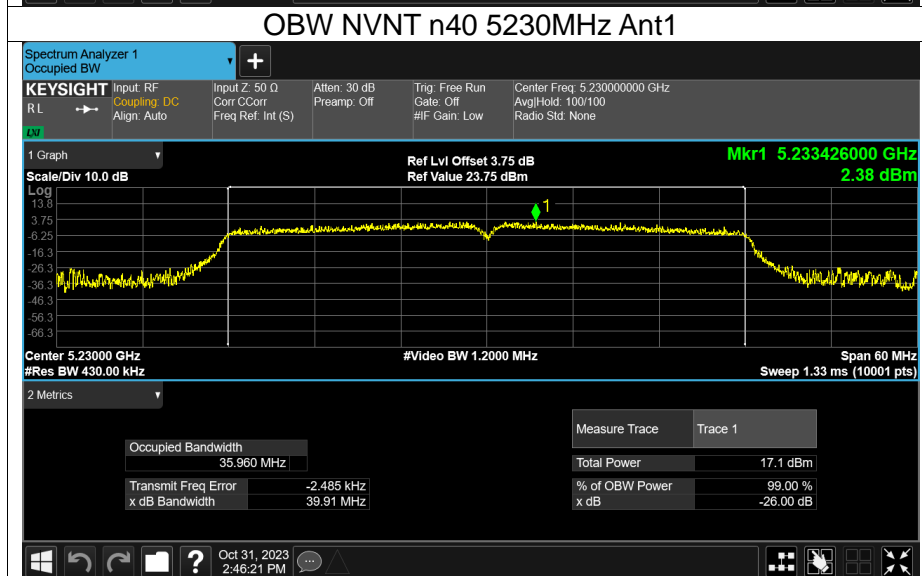 OBW NVNT n40 5230MHz Ant1
Spectrum Analyzer 1
Occupied BW
+
KEYSIGHT
R L
LXI
Input: RF
Coupling: DC
Align: Auto
Input Z: 50 Ω
Corr CCorr
Freq Ref: Int (S)
Atten: 30 dB
Preamp: Off
Trig: Free Run
Gate: Off
#IF Gain: Low
Center Freq: 5.230000000 GHz
Avg|Hold: 100/100
Radio Std: None
1 Graph
Scale/Div 10.0 dB
Ref Lvl Offset 3.75 dB
Ref Value 23.75 dBm
Mkr1 5.233426000 GHz
2.38 dBm
Log
13.8
3.75
-6.25
-16.3
-26.3
-36.3
-46.3
-56.3
-66.3
1
Center 5.23000 GHz
#Res BW 430.00 kHz
#Video BW 1.2000 MHz
Span 60 MHz
Sweep 1.33 ms (10001 pts)
2 Metrics
Measure Trace Trace 1
Occupied Bandwidth
35.960 MHz
Total Power 17.1 dBm
Transmit Freq Error -2.485 kHz
% of OBW Power 99.00 %
x dB Bandwidth 39.91 MHz
x dB -26.00 dB
?
Oct 31, 2023
2:46:21 PM